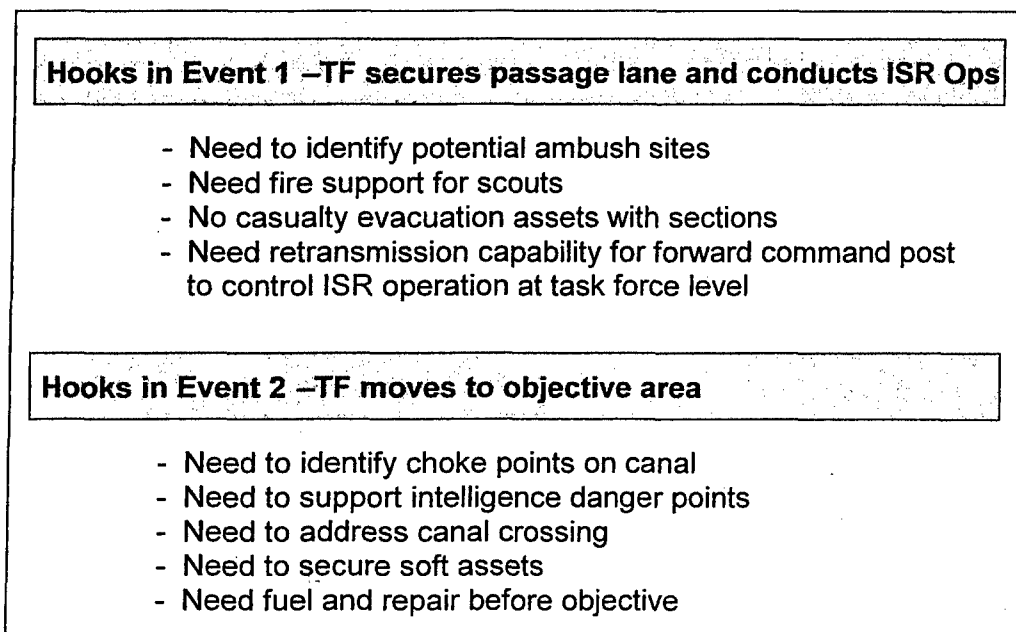 Hooks in Event 1 –TF secures passage lane and conducts ISR Ops
- Need to identify potential ambush sites
- Need fire support for scouts
- No casualty evacuation assets with sections
- Need retransmission capability for forward command post
to control ISR operation at task force level
Hooks in Event 2 –TF moves to objective area
- Need to identify choke points on canal
- Need to support intelligence danger points
- Need to address canal crossing
- Need to secure soft assets
- Need fuel and repair before objective